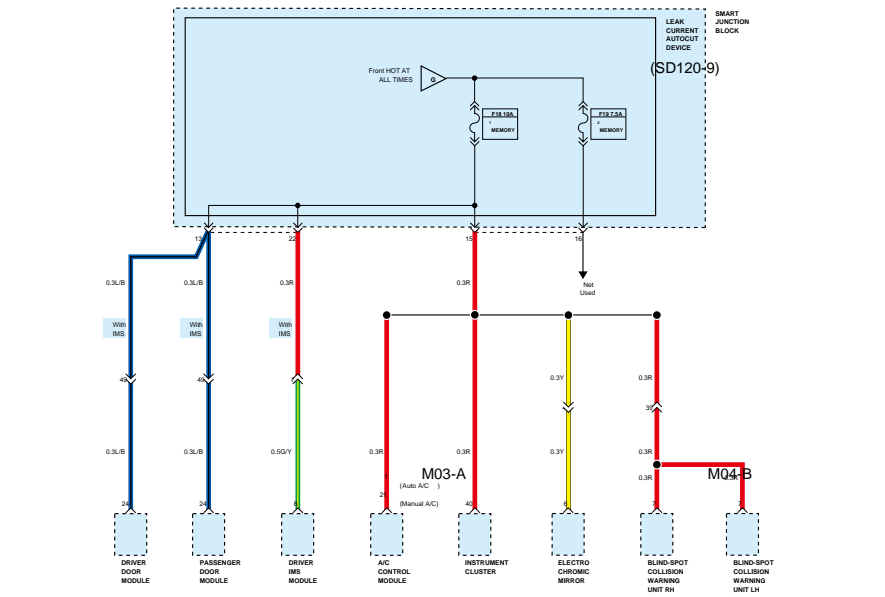 SMART
JUNCTION
BLOCK
LEAK
CURRENT
AUTOCUT
DEVICE
(SD120-9)
Front HOT AT
ALL TIMES
G
F18 10A
1
MEMORY
F19 7.5A
2
MEMORY
13
22
15
16
0.3L/B
0.3L/B
0.3R
0.3R
Net
Used
With
IMS
With
IMS
With
IMS
49
49
0.3Y
0.3R
0.3L/B
0.3L/B
0.5G/Y
0.3R
0.3R
0.3Y
0.3R
M03-A
M04-B
0.3R
(Auto A/C )
21
(Manual A/C)
24
24
8
40
6
7
DRIVER
DOOR
MODULE
PASSENGER
DOOR
MODULE
DRIVER
IMS
MODULE
A/C
CONTROL
MODULE
INSTRUMENT
CLUSTER
ELECTRO
CHROMIC
MIRROR
BLIND-SPOT
COLLISION
WARNING
UNIT RH
BLIND-SPOT
COLLISION
WARNING
UNIT LH